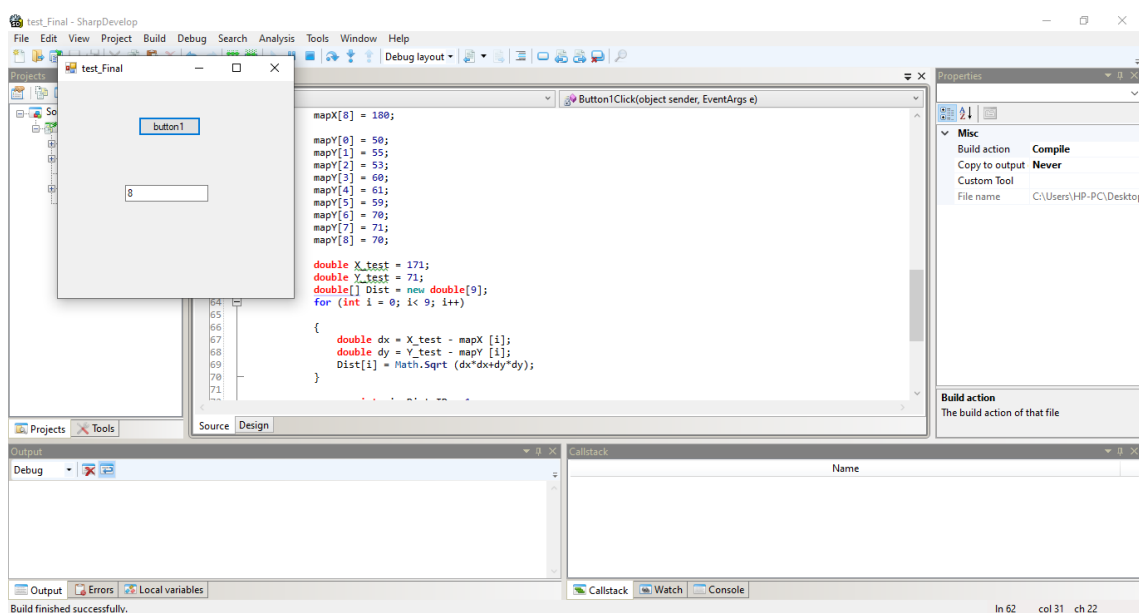 test_Final - SharpDevelop
File Edit View Project Build Debug Search Analysis Tools Window Help
Debug layout
test_Final
button1
8
Projects
So
Button1Click(object sender, EventArgs e)
mapX[8] = 180;
mapY[0] = 50;
mapY[1] = 55;
mapY[2] = 53;
mapY[3] = 60;
mapY[4] = 61;
mapY[5] = 59;
mapY[6] = 70;
mapY[7] = 71;
mapY[8] = 70;
double X_test = 171;
double Y_test = 71;
double[] Dist = new double[9];
64 for (int i = 0; i< 9; i++)
65
66 {
67 double dx = X_test - mapX [i];
68 double dy = Y_test - mapY [i];
69 Dist[i] = Math.Sqrt (dx*dx+dy*dy);
70 }
71
Source Design
Projects Tools
Properties
Misc
Build action Compile
Copy to output Never
Custom Tool
File name C:\Users\HP-PC\Deskto
Build action
The build action of that file
Output
Debug
Output Errors Local variables
Callstack
Name
Callstack Watch Console
Build finished successfully.
ln 62 col 31 ch 22